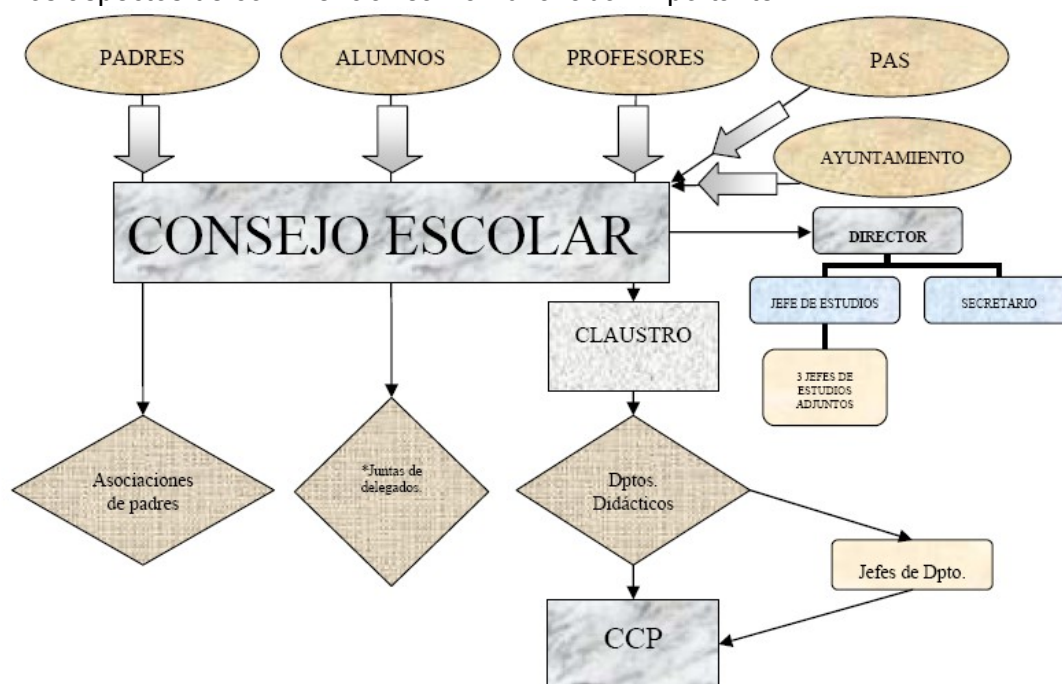 PADRES
ALUMNOS
PROFESORES
PAS
AYUNTAMIENTO
CONSEJO ESCOLAR
DIRECTOR
JEFE DE ESTUDIOS
SECRETARIO
CLAUSTRO
3 JEFES DE
ESTUDIOS
ADJUNTOS
Asociaciones
de padres
*Juntas de
delegados.
Dptos.
Didácticos
Jefes de Dpto.
CCP